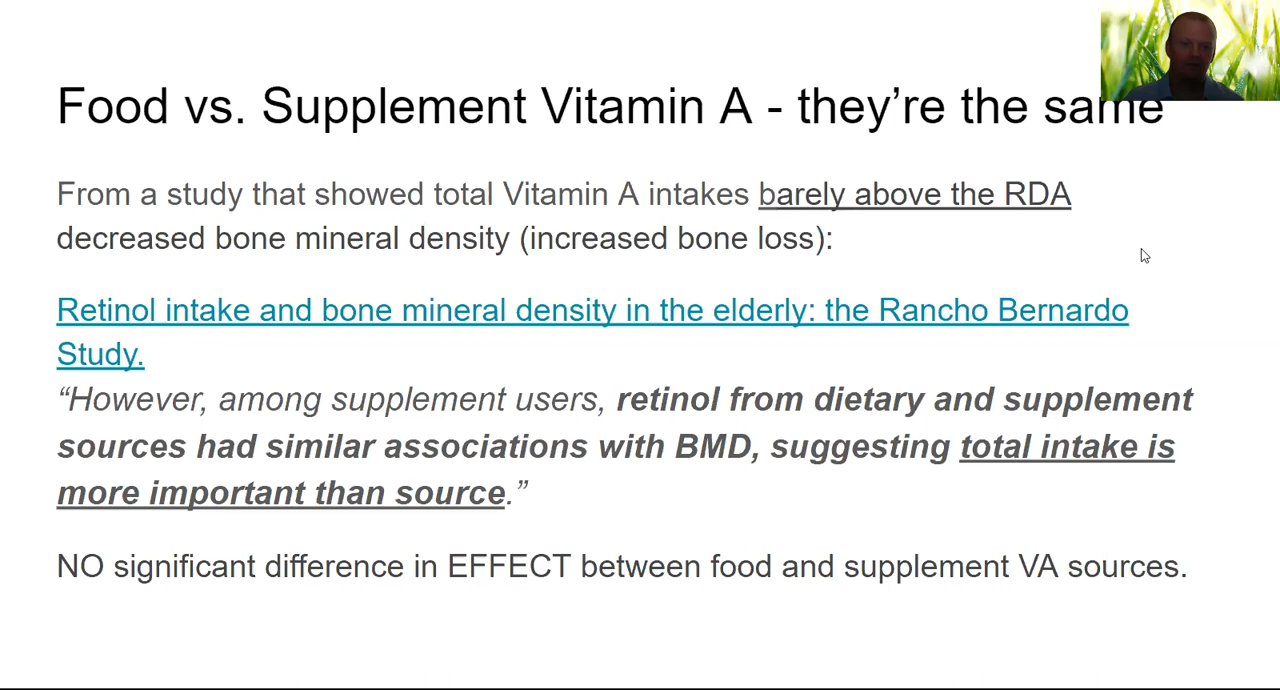 Food vs. Supplement Vitamin A - they're the same
From a study that showed total Vitamin A intakes barely above the RDA
decreased bone mineral density (increased bone loss):
Retinol intake and bone mineral density in the elderly: the Rancho Bernardo
Study.
“However, among supplement users, retinol from dietary and supplement
sources had similar associations with BMD, suggesting total intake is
more important than source.”
NO significant difference in EFFECT between food and supplement VA sources.